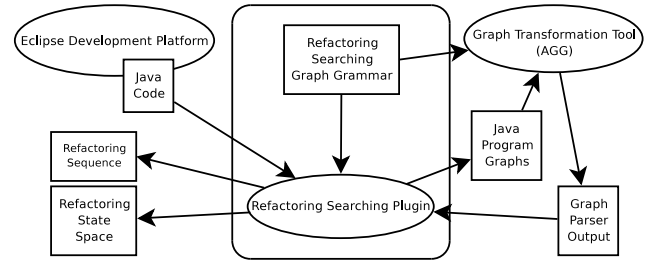 Eclipse Development Platform
Java
Code
Refactoring
Searching
Graph Grammar
Graph Transformation Tool
(AGG)
Java
Program
Graphs
Refactoring
Sequence
Refactoring
State
Space
Refactoring Searching Plugin
Graph
Parser
Output